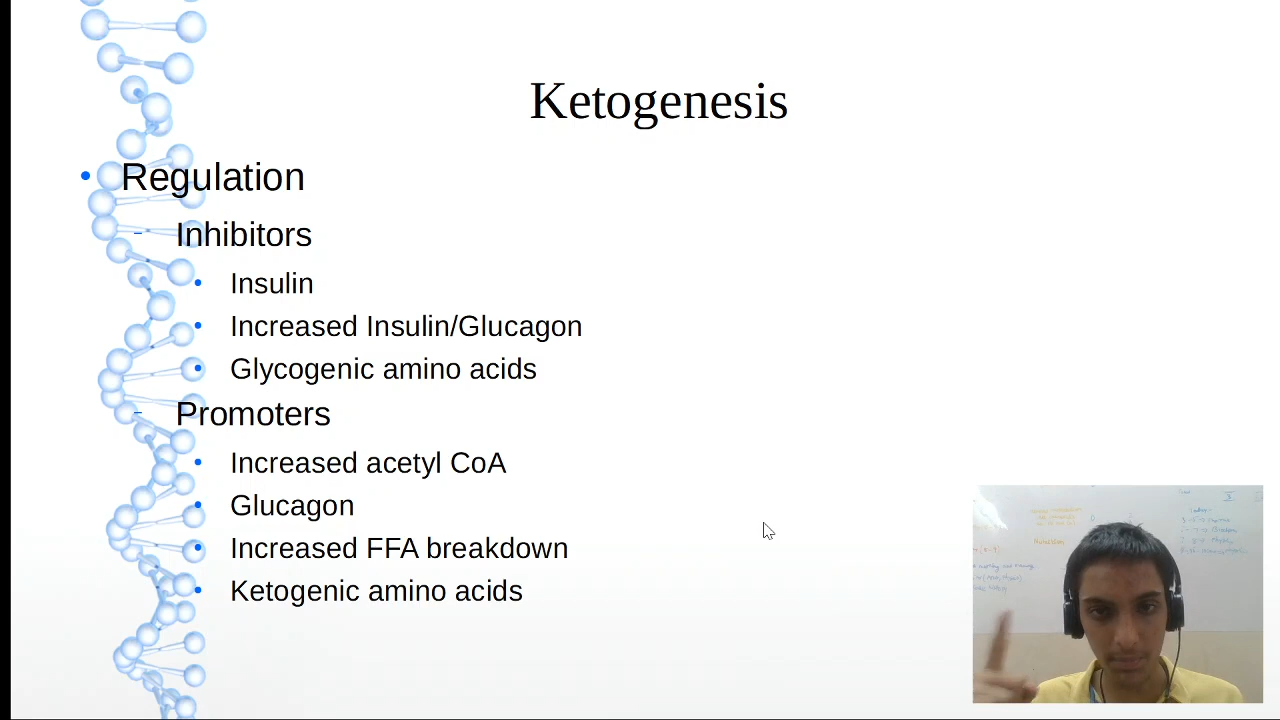 Ketogenesis
Regulation
Inhibitors
Insulin
Increased Insulin/Glucagon
Glycogenic amino acids
Promoters
Increased acetyl CoA
Glucagon
Increased FFA breakdown
Ketogenic amino acids